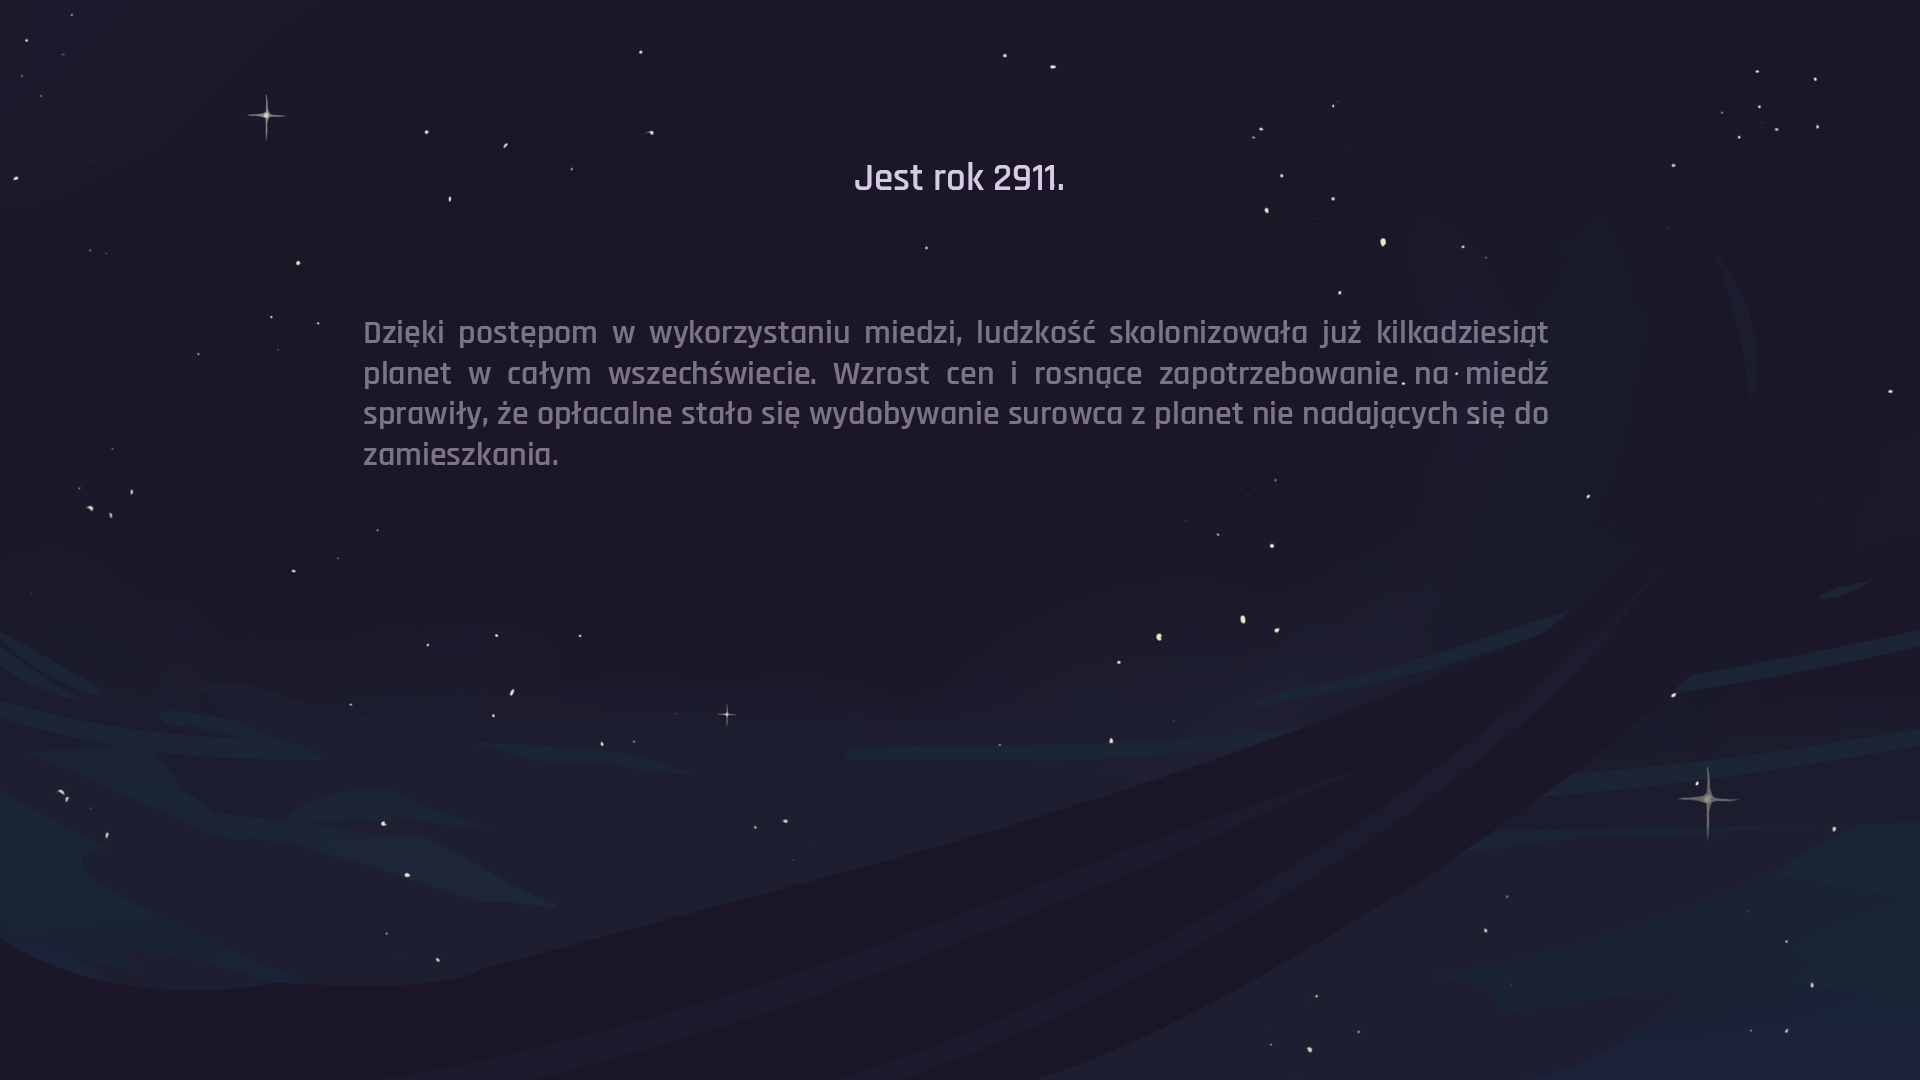 Jest rok 2911.
Dzięki postępom w wykorzystaniu miedzi, ludzkość skolonizowała już kilkadziesiąt
planet w całym wszechświecie. Wzrost cen i rosnące zapotrzebowanie na miedź
sprawiły, że opłacalne stało się wydobywanie surowca z planet nie nadających się do
zamieszkania.